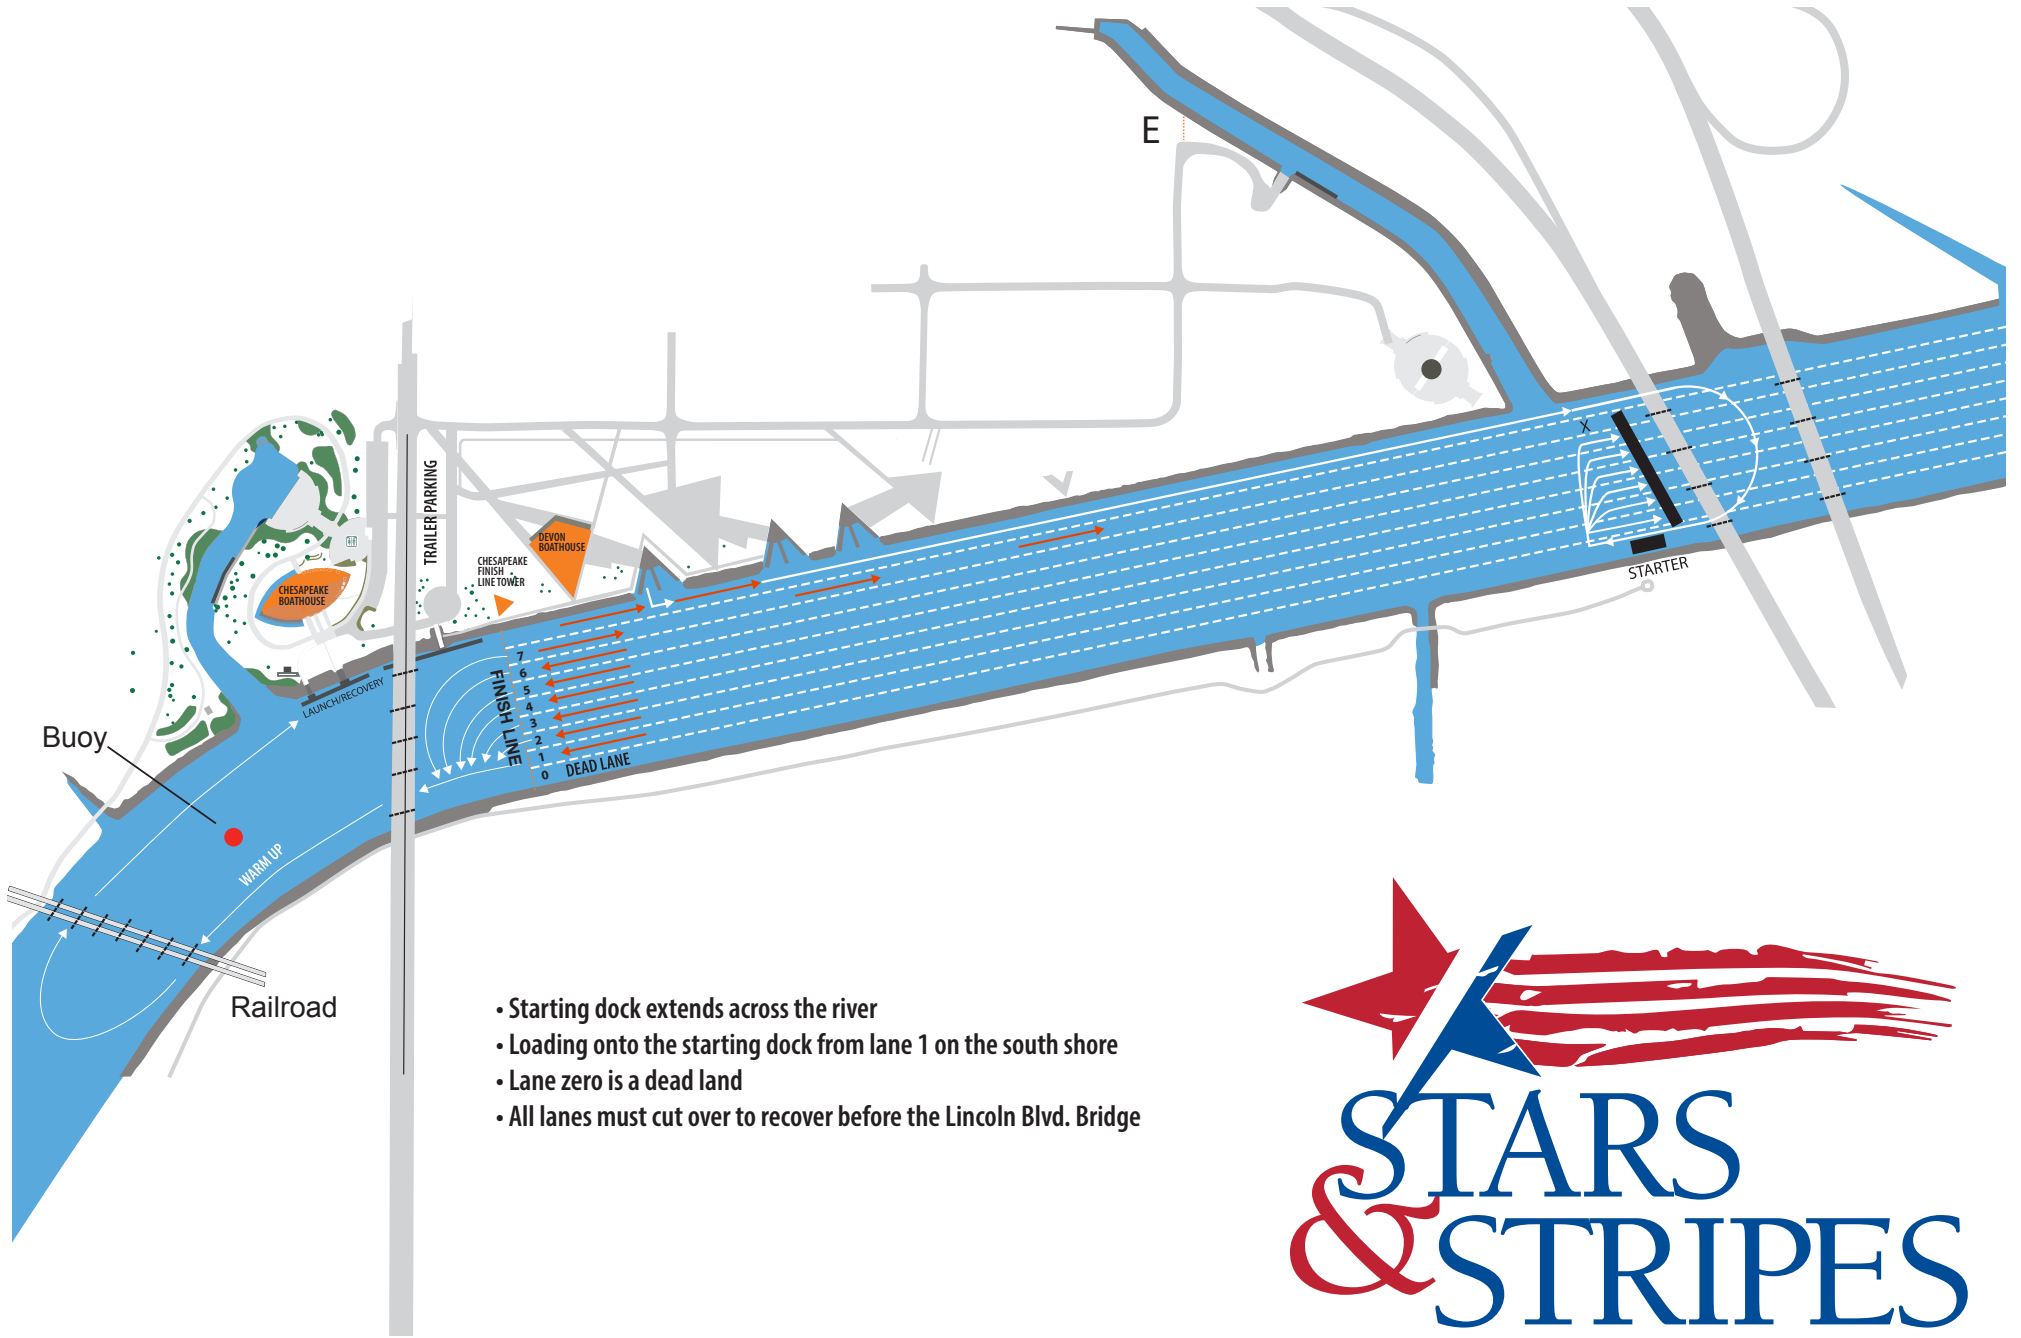 E
X
STARTER
TRAILER PARKING
DEVON
BOATHOUSE
CHESAPEAKE
FINISH
LINE TOWER
CHESAPEAKE
BOATHOUSE
LAUNCH/RECOVERY
7
6
5
4
3
2
1
0
FINISH LINE
DEAD LANE
Buoy
WARM UP
Railroad
• Starting dock extends across the river
• Loading onto the starting dock from lane 1 on the south shore
• Lane zero is a dead land
• All lanes must cut over to recover before the Lincoln Blvd. Bridge
STARS
& STRIPES